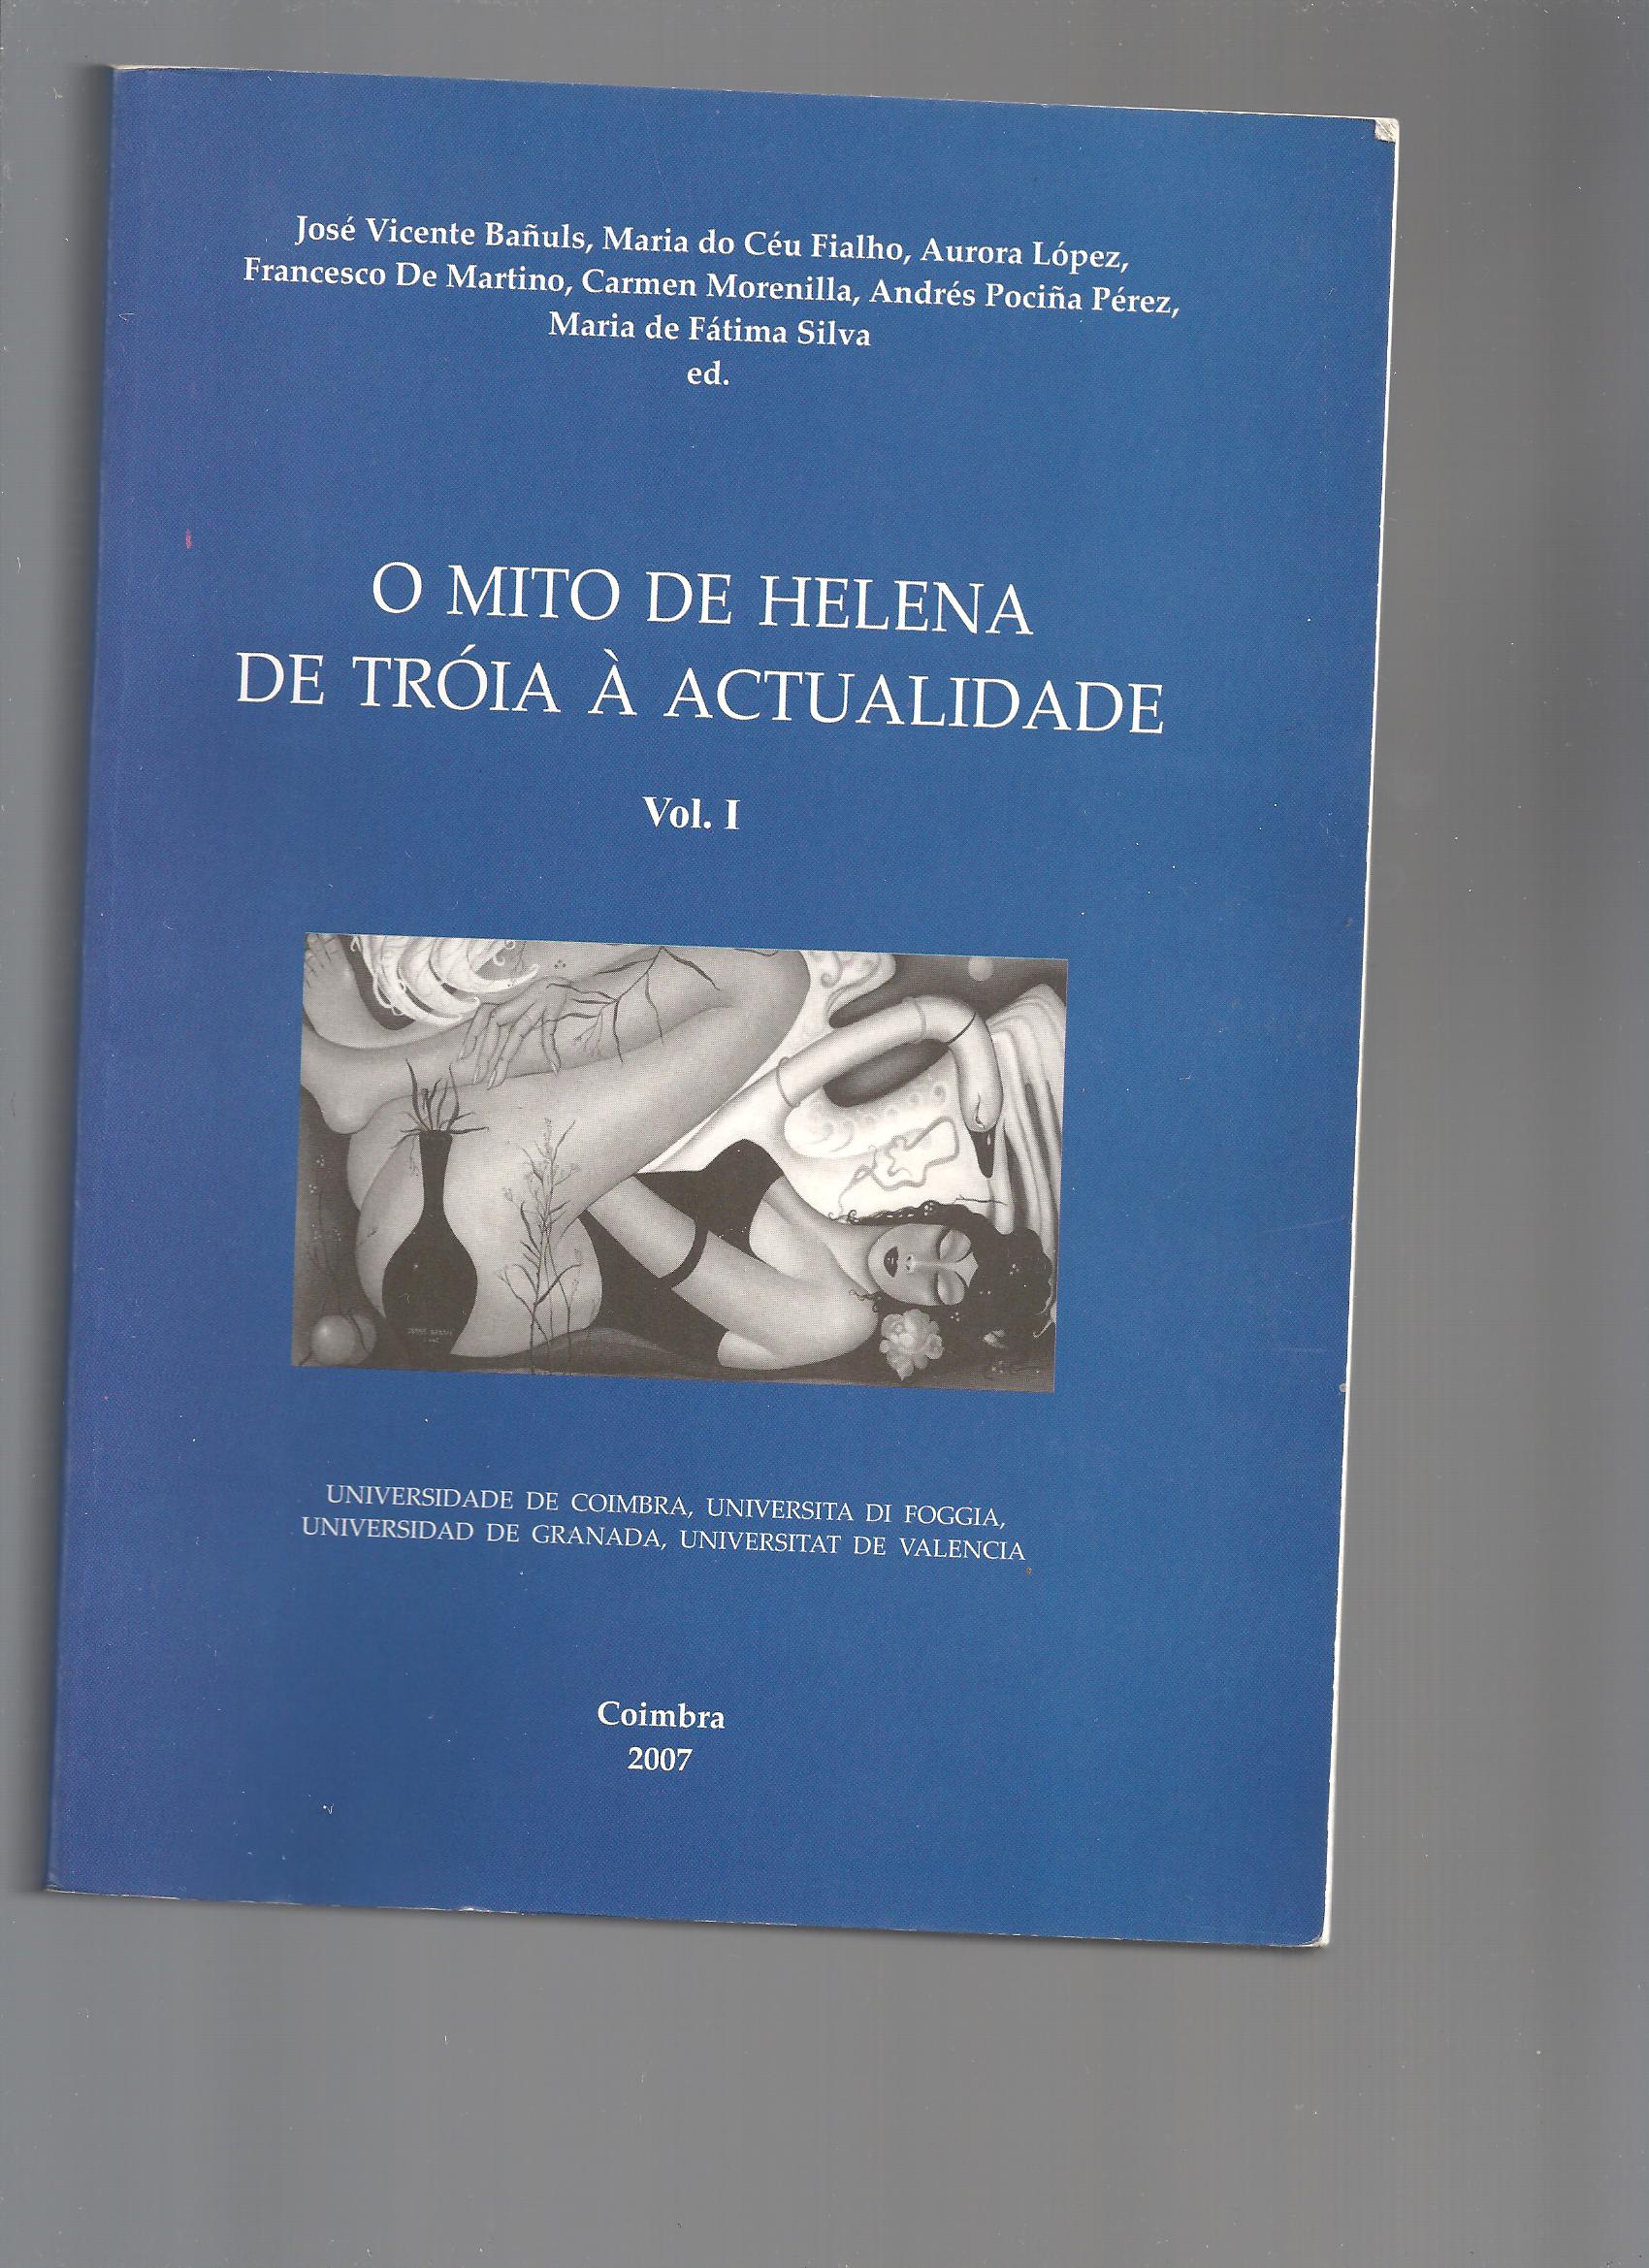 José Vicente Bañuls, Maria do Céu Fialho, Aurora López,
Francesco De Martino, Carmen Morenilla, Andrés Pociña Pérez,
Maria de Fátima Silva
ed.
O MITO DE HELENA
DE TRÓIA À ACTUALIDADE
Vol. I
UNIVERSIDADE DE COIMBRA, UNIVERSITA DI FOGGIA,
UNIVERSIDAD DE GRANADA, UNIVERSITAT DE VALENCIA
Coimbra
2007